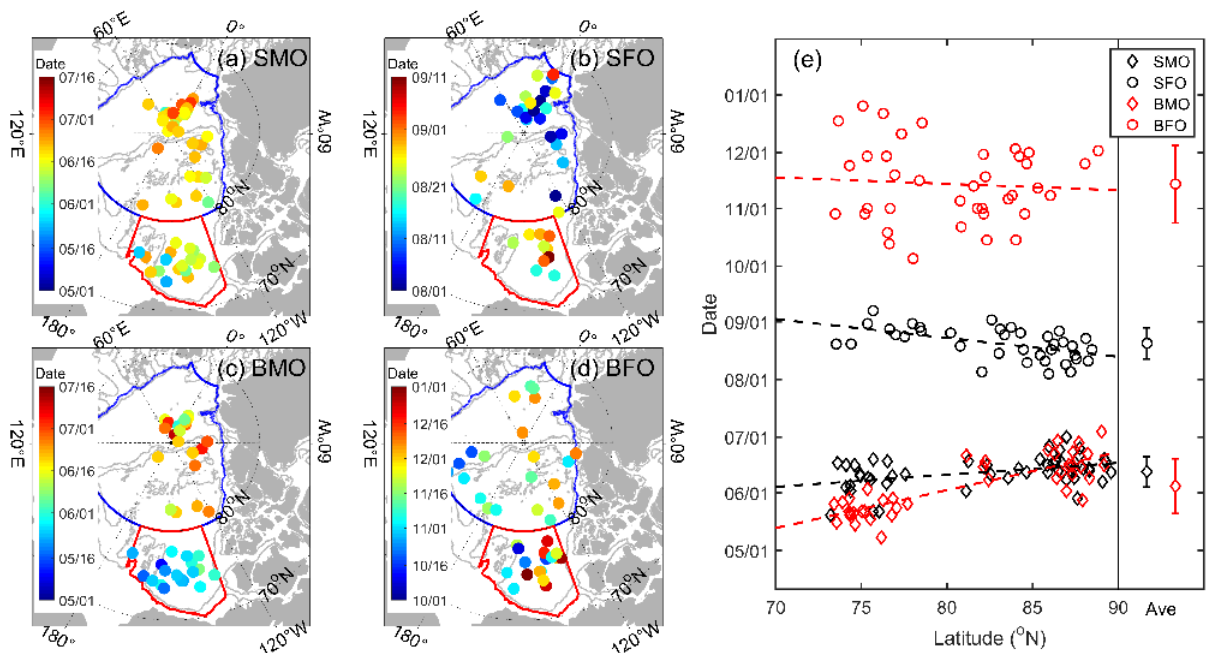 60°E
0°
(a) SMO
Date
07/16
07/01
06/16
06/01
05/16
05/01
120°E
60°W
80°N
70°N
180°
120°W
60°E
0°
(b) SFO
Date
09/11
09/01
08/21
08/11
08/01
120°E
60°W
80°N
70°N
180°
120°W
60°E
0°
(c) BMO
Date
07/16
07/01
06/16
06/01
05/16
05/01
120°E
60°W
80°N
70°N
180°
120°W
60°E
0°
(d) BFO
Date
01/01
12/16
12/01
11/16
11/01
10/16
10/01
120°E
60°W
80°N
70°N
180°
120°W
(e)
SMO
SFO
BMO
BFO
Date
01/01
12/01
11/01
10/01
09/01
08/01
07/01
06/01
05/01
70 75 80 85 90 Ave
Latitude (°N)